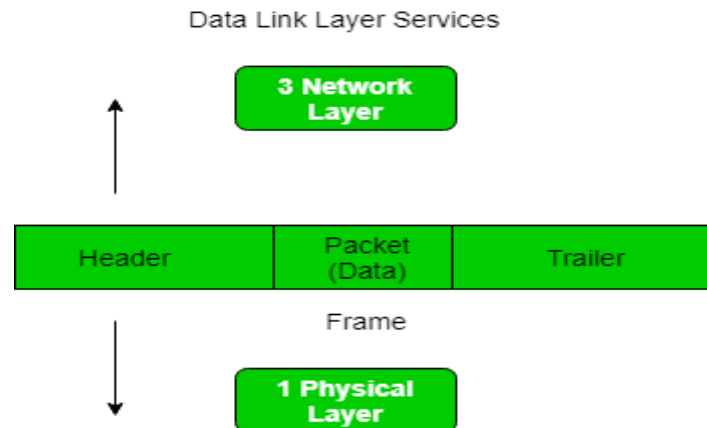 Data Link Layer Services
3 Network
Layer
Header
Packet
(Data)
Trailer
Frame
1 Physical
Layer